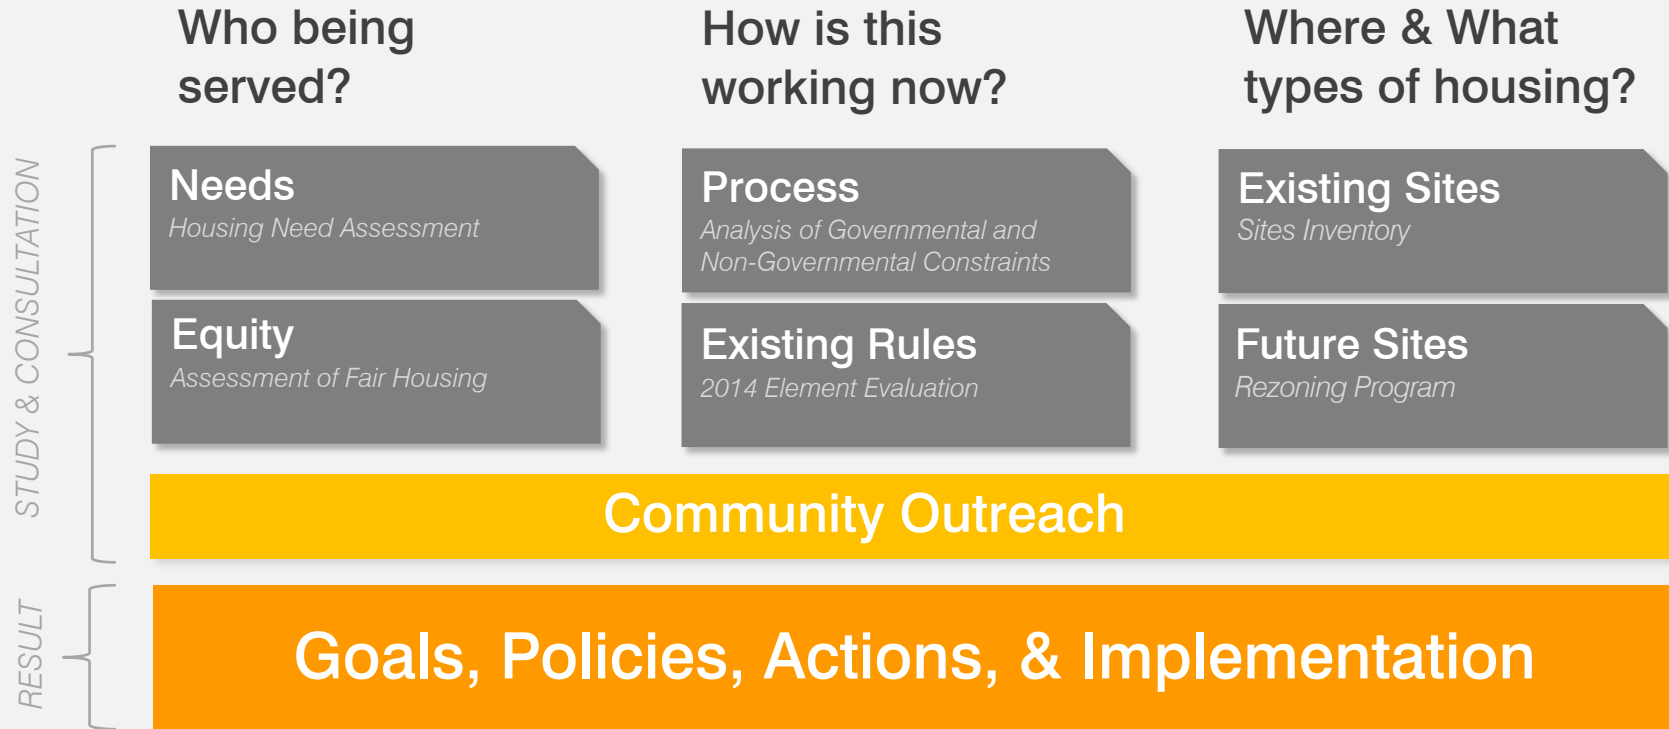 Who being
served?
How is this
working now?
Where & What
types of housing?
STUDY & CONSULTATION
Needs
Housing Need Assessment
Process
Analysis of Governmental and
Non-Governmental Constraints
Existing Sites
Sites Inventory
Equity
Assessment of Fair Housing
Existing Rules
2014 Element Evaluation
Future Sites
Rezoning Program
Community Outreach
RESULT
Goals, Policies, Actions, & Implementation